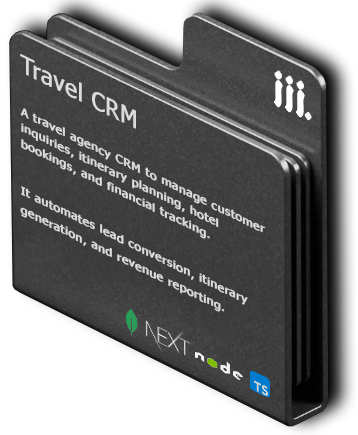 iii.
Travel CRM
A travel agency CRM to manage customer
inquiries, itinerary planning, hotel
bookings, and financial tracking.
It automates lead conversion, itinerary
generation, and revenue reporting.
NEXT node TS